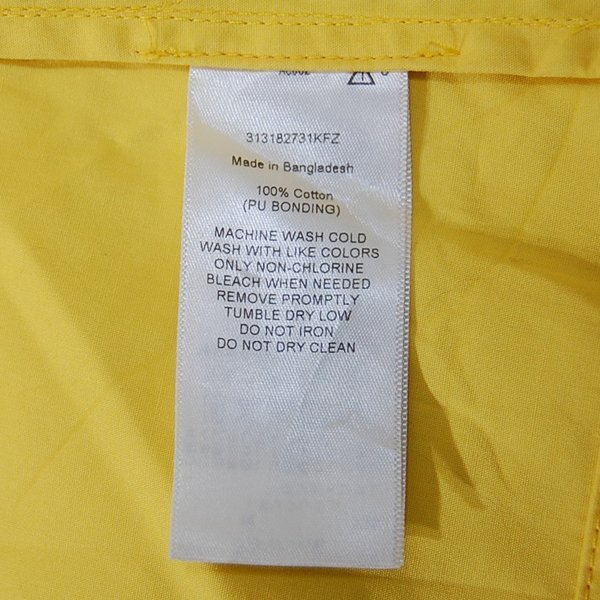 313182731KFZ
Made in Bangladesh
100% Cotton
(PU BONDING)
MACHINE WASH COLD
WASH WITH LIKE COLORS
ONLY NON-CHLORINE
BLEACH WHEN NEEDED
REMOVE PROMPTLY
TUMBLE DRY LOW
DO NOT IRON
DO NOT DRY CLEAN